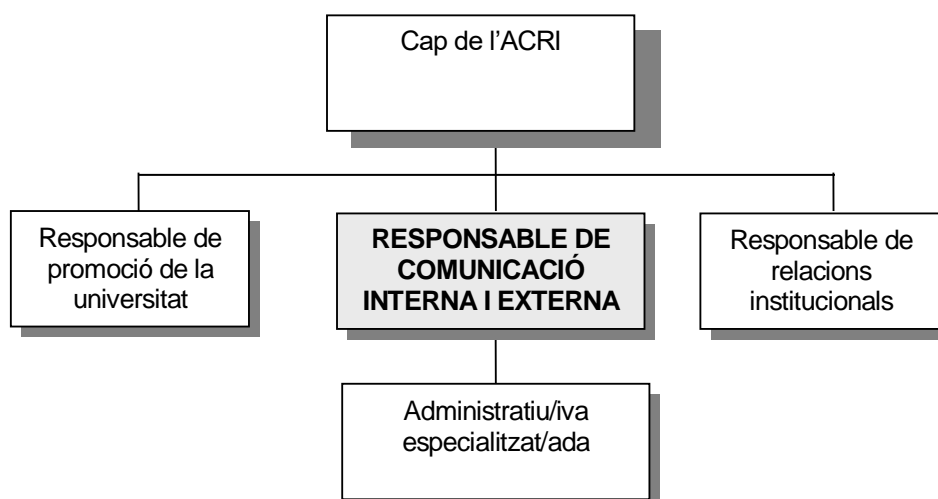 Cap de l’ACRI
Responsable de
promoció de la
universitat
RESPONSABLE DE
COMUNICACIÓ
INTERNA I EXTERNA
Responsable de
relacions
institucionals
Administratiu/iva
especialitzat/ada